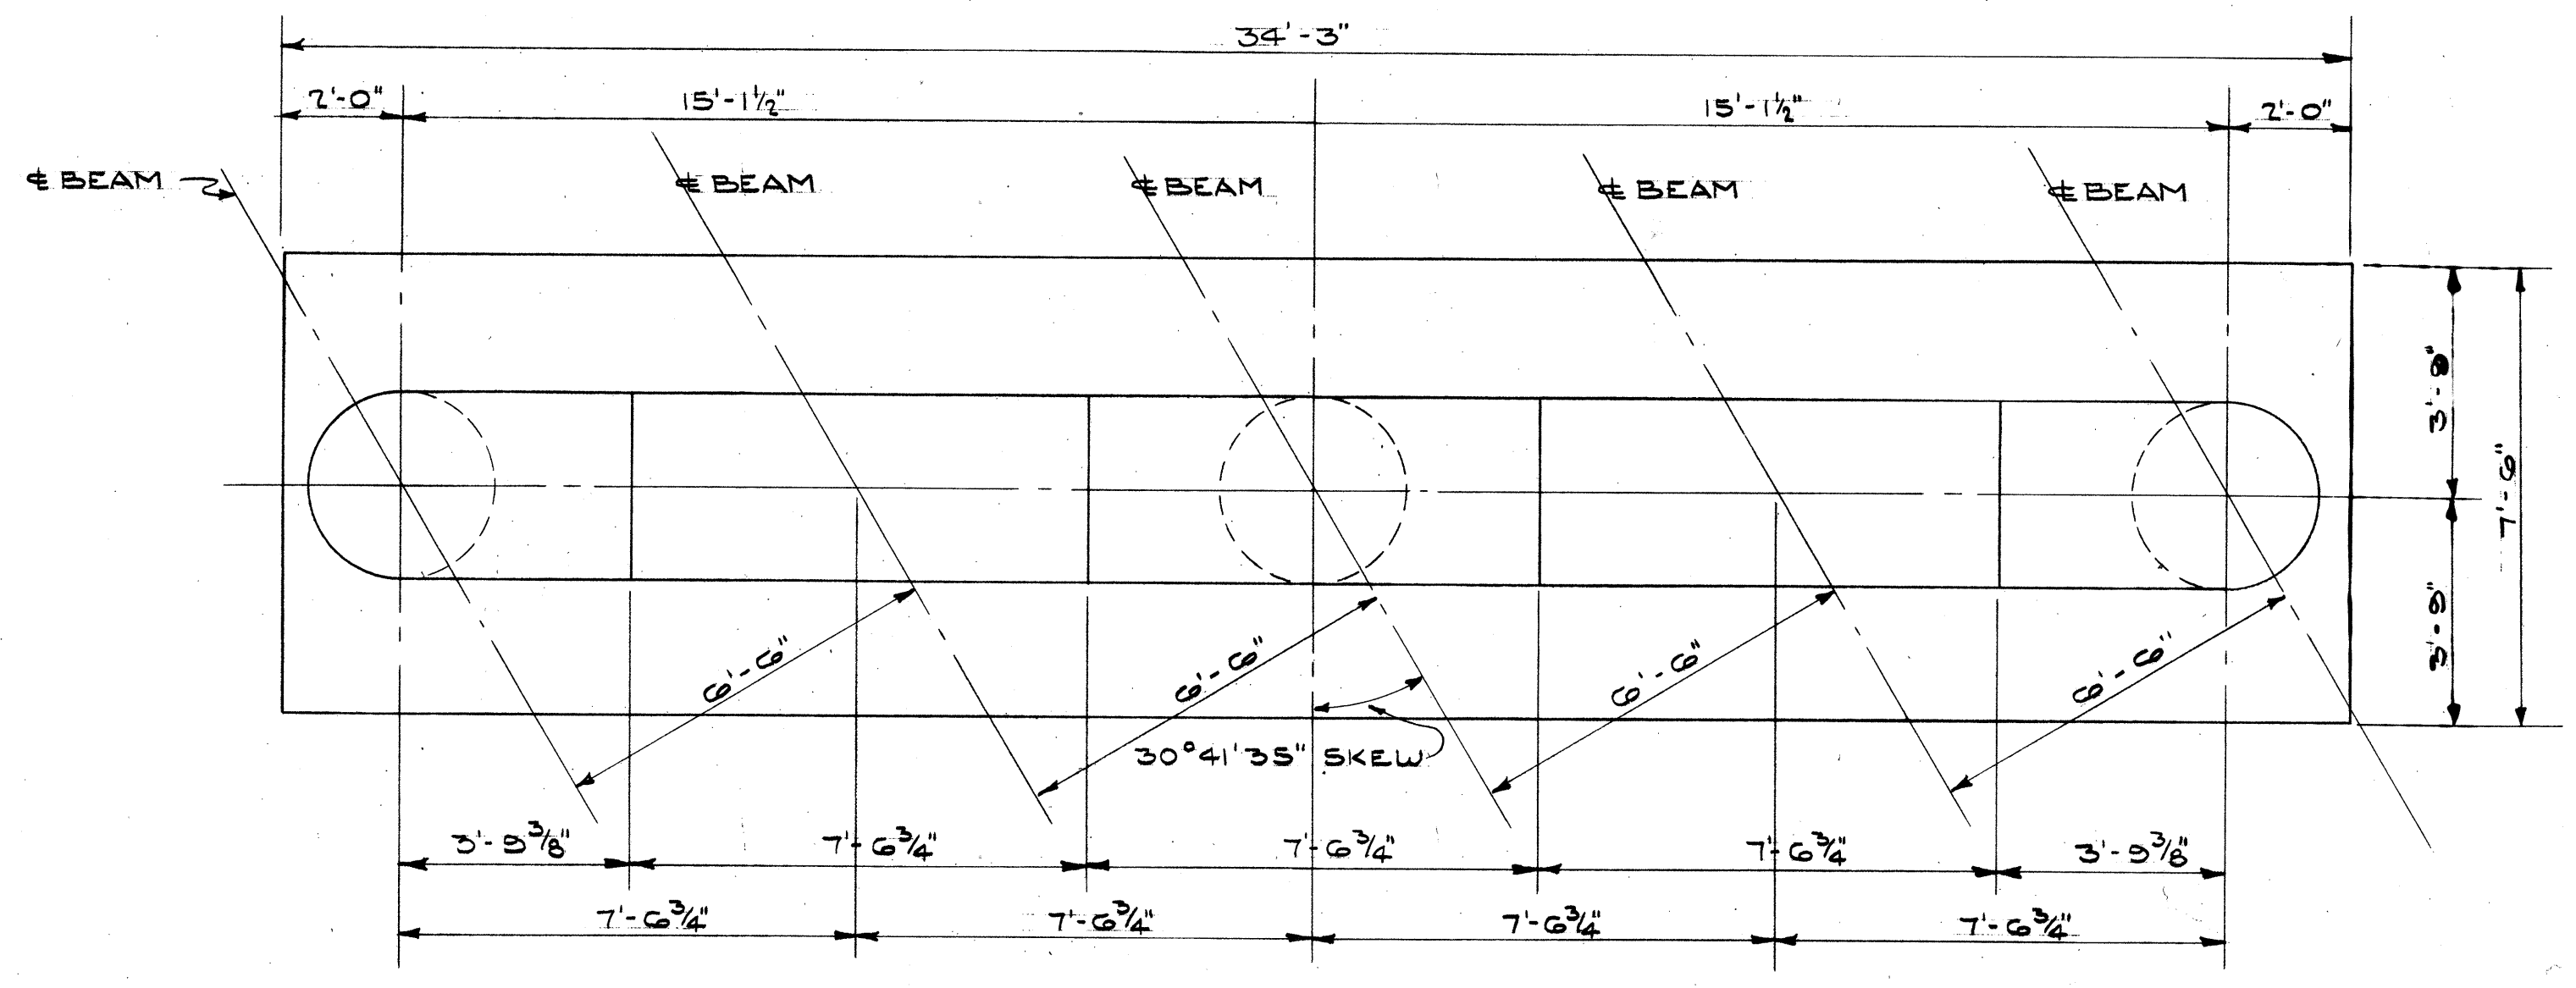 34'-3"
2'-0" 15'-1½" 15'-1½" 2'-0"
℄ BEAM ℄ BEAM ℄ BEAM ℄ BEAM ℄ BEAM
3'-9"
7'-6"
3'-9"
6'-6" 6'-6" 6'-6" 6'-6"
30°41'35" SKEW
3'-9⅜" 7'-6¾" 7'-6¾" 7'-6¾" 3'-9⅜"
7'-6¾" 7'-6¾" 7'-6¾" 7'-6¾"